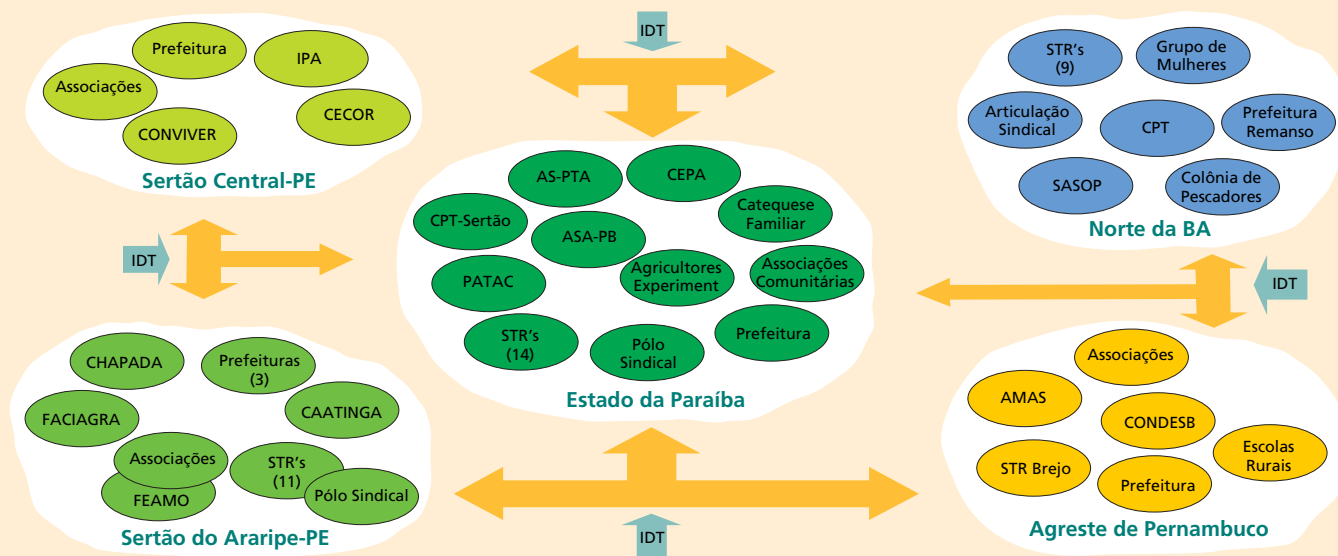 Prefeitura
IPA
Associações
CECOR
CONVIVER
Sertão Central-PE
IDT
STR's
(9)
Grupo de
Mulheres
Articulação
Sindical
CPT
Prefeitura
Remanso
SASOP
Colônia de
Pescadores
Norte da BA
AS-PTA
CEPA
CPT-Sertão
ASA-PB
Catequese
Familiar
PATAC
Agricultores
Experiment
Associações
Comunitárias
STR's
(14)
Pólo
Sindical
Prefeitura
Estado da Paraíba
IDT
IDT
CHAPADA
Prefeituras
(3)
FACIAGRA
CAATINGA
Associações
STR's
(11)
FEAMO
Pólo Sindical
Sertão do Araripe-PE
IDT
Associações
AMAS
CONDESB
Escolas
Rurais
STR Brejo
Prefeitura
Agreste de Pernambuco